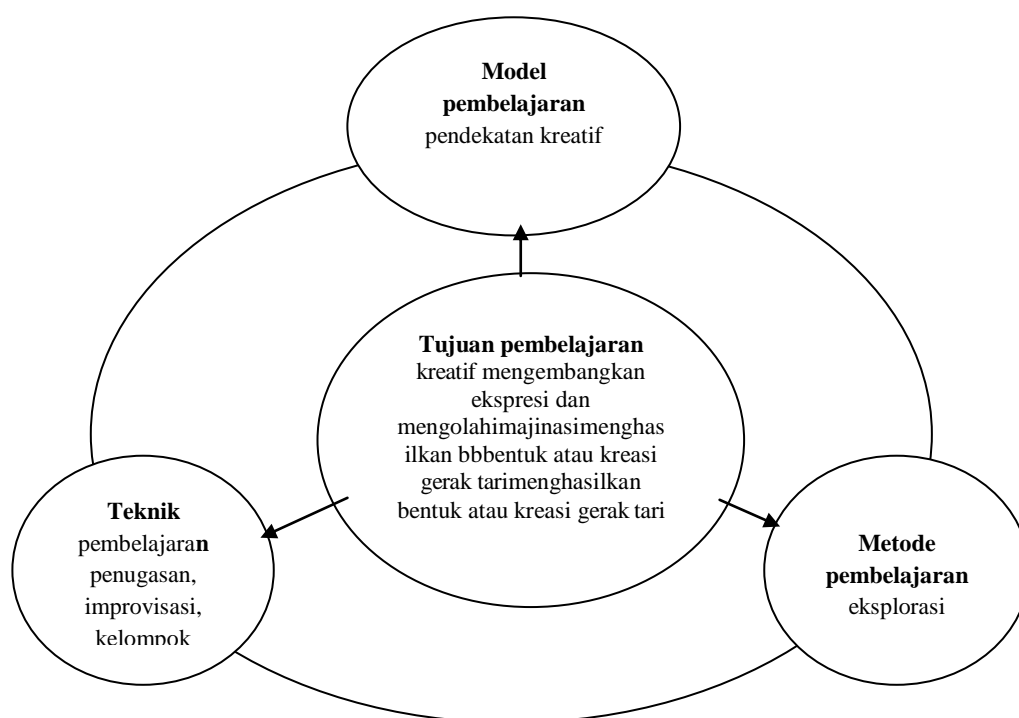 Model
pembelajaran
pendekatan kreatif
Tujuan pembelajaran
kreatif mengembangkan
ekspresi dan
mengolahimajinasimenghas
ilkan bbbentuk atau kreasi
gerak tarimenghasilkan
bentuk atau kreasi gerak tari
Teknik
pembelajaran
penugasan,
improvisasi,
kelompok
Metode
pembelajaran
eksplorasi